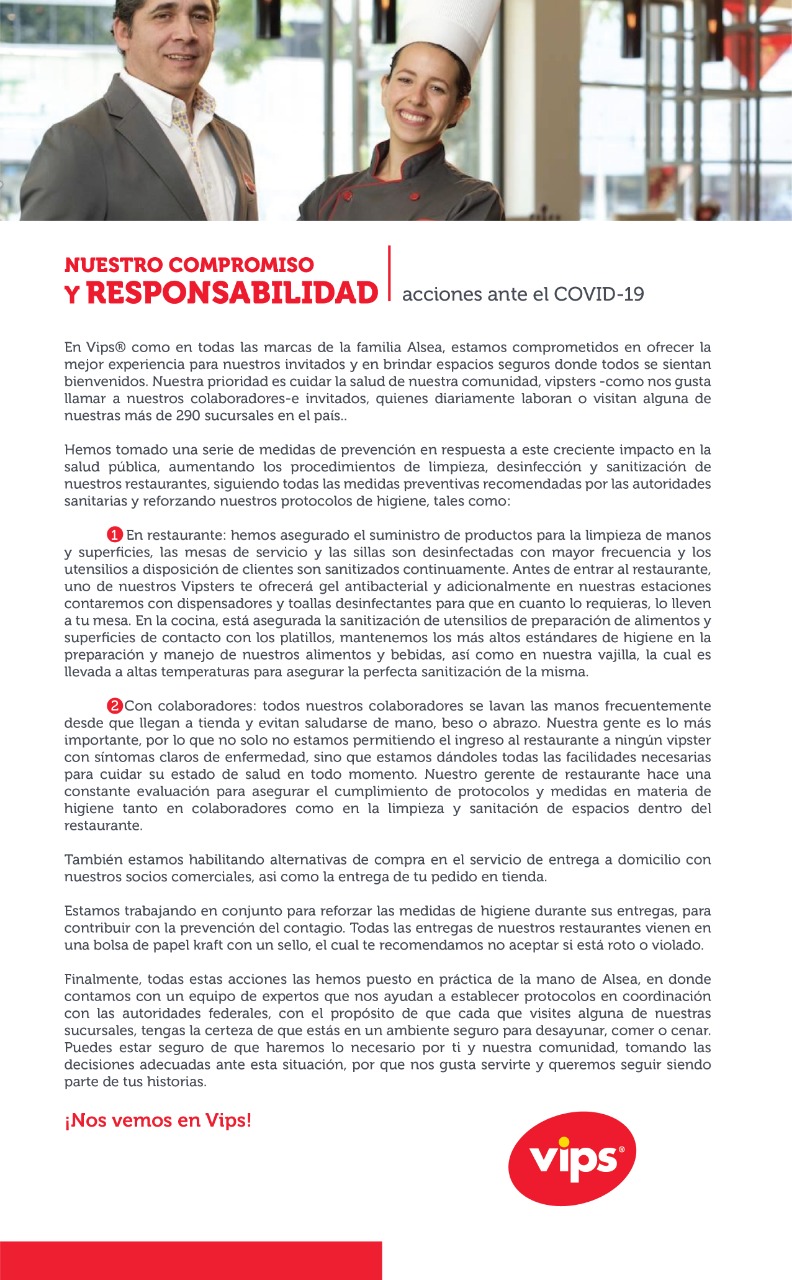 NUESTRO COMPROMISO
Y RESPONSABILIDAD
acciones ante el COVID-19
En Vips® como en todas las marcas de la familia Alsea, estamos comprometidos en ofrecer la
mejor experiencia para nuestros invitados y en brindar espacios seguros donde todos se sientan
bienvenidos. Nuestra prioridad es cuidar la salud de nuestra comunidad, vipsters -como nos gusta
llamar a nuestros colaboradores-e invitados, quienes diariamente laboran o visitan alguna de
nuestras más de 290 sucursales en el país..
Hemos tomado una serie de medidas de prevención en respuesta a este creciente impacto en la
salud pública, aumentando los procedimientos de limpieza, desinfección y sanitización de
nuestros restaurantes, siguiendo todas las medidas preventivas recomendadas por las autoridades
sanitarias y reforzando nuestros protocolos de higiene, tales como:
1 En restaurante: hemos asegurado el suministro de productos para la limpieza de manos
y superficies, las mesas de servicio y las sillas son desinfectadas con mayor frecuencia y los
utensilios a disposición de clientes son sanitizados continuamente. Antes de entrar al restaurante,
uno de nuestros Vipsters te ofrecerá gel antibacterial y adicionalmente en nuestras estaciones
contaremos con dispensadores y toallas desinfectantes para que en cuanto lo requieras, lo lleven
a tu mesa. En la cocina, está asegurada la sanitización de utensilios de preparación de alimentos y
superficies de contacto con los platillos, mantenemos los más altos estándares de higiene en la
preparación y manejo de nuestros alimentos y bebidas, así como en nuestra vajilla, la cual es
llevada a altas temperaturas para asegurar la perfecta sanitización de la misma.
2 Con colaboradores: todos nuestros colaboradores se lavan las manos frecuentemente
desde que llegan a tienda y evitan saludarse de mano, beso o abrazo. Nuestra gente es lo más
importante, por lo que no solo no estamos permitiendo el ingreso al restaurante a ningún vipster
con síntomas claros de enfermedad, sino que estamos dándoles todas las facilidades necesarias
para cuidar su estado de salud en todo momento. Nuestro gerente de restaurante hace una
constante evaluación para asegurar el cumplimiento de protocolos y medidas en materia de
higiene tanto en colaboradores como en la limpieza y sanitación de espacios dentro del
restaurante.
También estamos habilitando alternativas de compra en el servicio de entrega a domicilio con
nuestros socios comerciales, asi como la entrega de tu pedido en tienda.
Estamos trabajando en conjunto para reforzar las medidas de higiene durante sus entregas, para
contribuir con la prevención del contagio. Todas las entregas de nuestros restaurantes vienen en
una bolsa de papel kraft con un sello, el cual te recomendamos no aceptar si está roto o violado.
Finalmente, todas estas acciones las hemos puesto en práctica de la mano de Alsea, en donde
contamos con un equipo de expertos que nos ayudan a establecer protocolos en coordinación
con las autoridades federales, con el propósito de que cada que visites alguna de nuestras
sucursales, tengas la certeza de que estás en un ambiente seguro para desayunar, comer o cenar.
Puedes estar seguro de que haremos lo necesario por ti y nuestra comunidad, tomando las
decisiones adecuadas ante esta situación, por que nos gusta servirte y queremos seguir siendo
parte de tus historias.
¡Nos vemos en Vips!
vips®